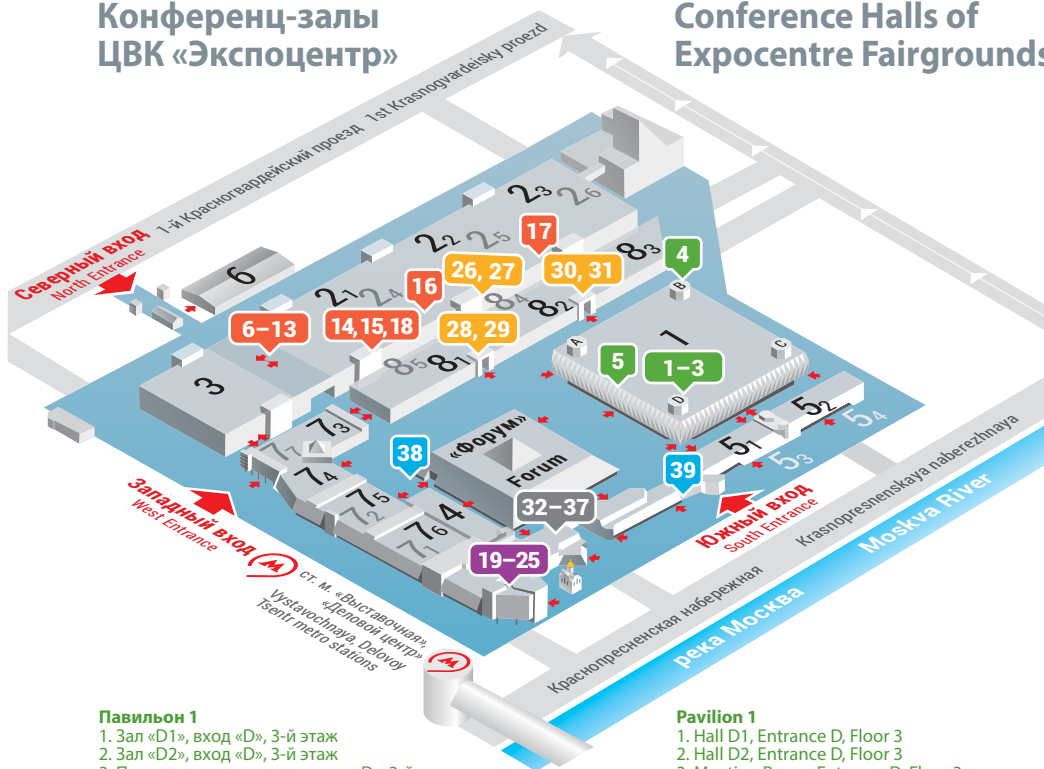 Конференц-залы
ЦВК «Экспоцентр»
Conference Halls of
Expocentre Fairgrounds
1-й Красногвардейский проезд 1st Krasnogvardeisky proezd
Северный вход
North Entrance
6
2₃
2₆
2₂
2₅
2₁
2₄
17
16
26, 27
30, 31
8₃
8₄
8₂
4
B
6–13
14, 15, 18
28, 29
8₅
8₁
3
1
A
C
D
5
1–3
5₂
5₄
5₁
5₃
7₃
7₇
7₄
7₅
7₂
7₆
7₁
4
38
«Форум»
Forum
39
32–37
19–25
Западный вход
West Entrance
ст. м. «Выставочная»,
«Деловой центр»
Vystavochnaya, Delovoy
Tsentr metro stations
Южный вход
South Entrance
Краснопресненская набережная
Krasnopresnenskaya naberezhnaya
река Москва
Moskva River
Павильон 1
1. Зал «D1», вход «D», 3-й этаж
2. Зал «D2», вход «D», 3-й этаж
Pavilion 1
1. Hall D1, Entrance D, Floor 3
2. Hall D2, Entrance D, Floor 3